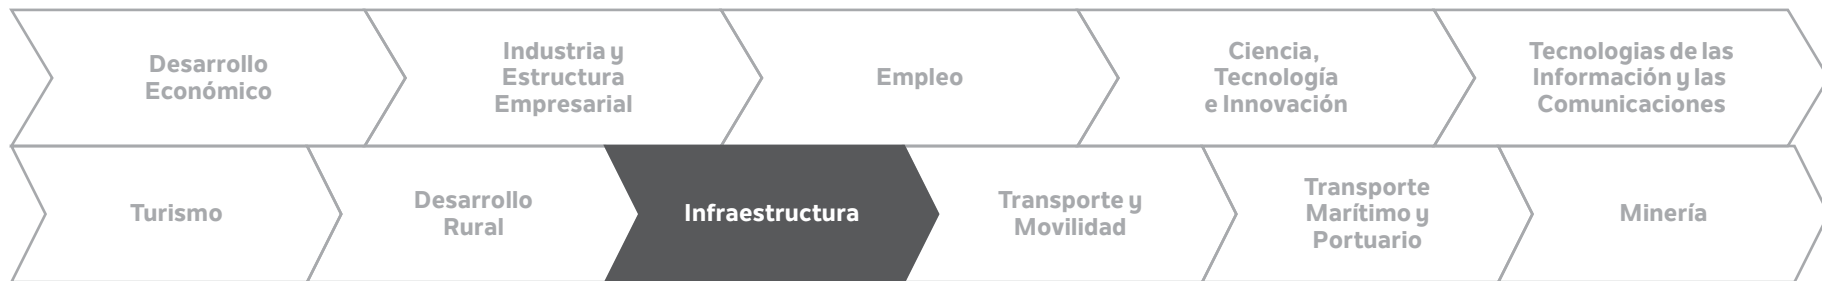 Desarrollo
Económico
Industria y
Estructura
Empresarial
Empleo
Ciencia,
Tecnología
e Innovación
Tecnologias de las
Información y las
Comunicaciones
Turismo
Desarrollo
Rural
Infraestructura
Transporte y
Movilidad
Transporte
Marítimo y
Portuario
Minería